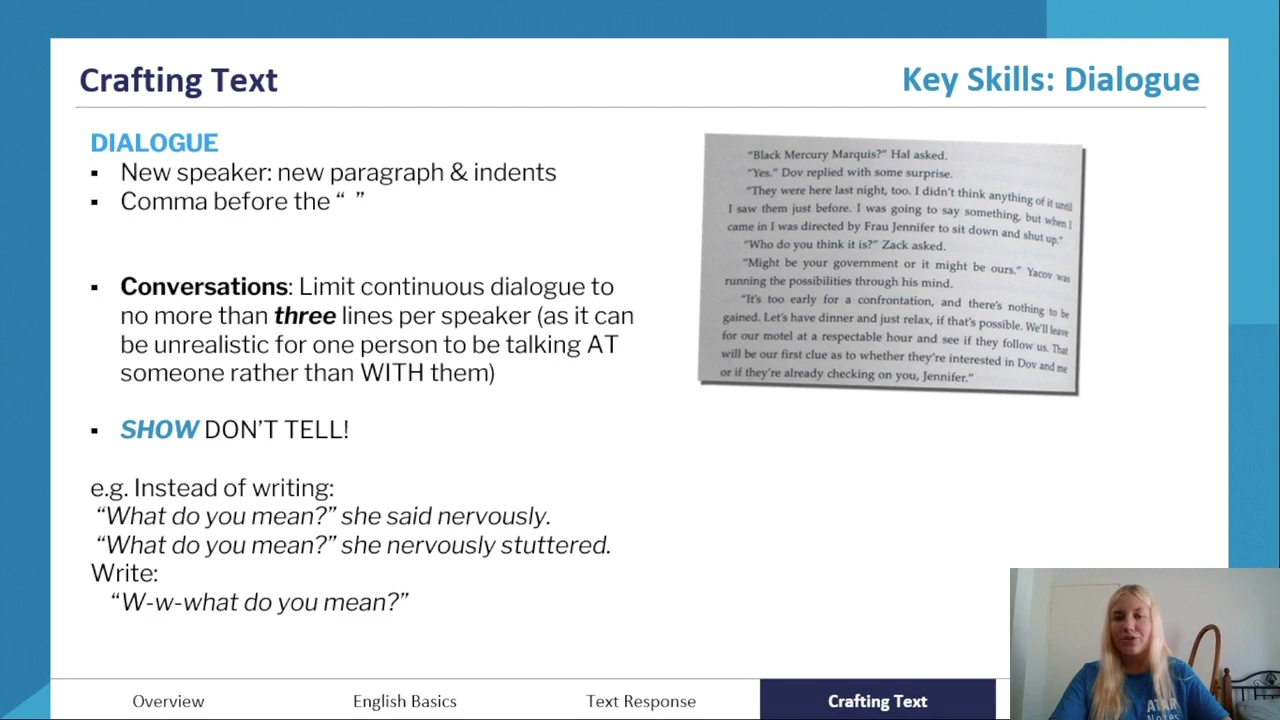 Crafting Text
Key Skills: Dialogue
DIALOGUE
▪ New speaker: new paragraph & indents
▪ Comma before the “ ”
▪ Conversations: Limit continuous dialogue to
no more than three lines per speaker (as it can
be unrealistic for one person to be talking AT
someone rather than WITH them)
▪ SHOW DON’T TELL!
e.g. Instead of writing:
“What do you mean?” she said nervously.
“What do you mean?” she nervously stuttered.
Write:
“W-w-what do you mean?”
“Black Mercury Marquis?” Hal asked.
“Yes.” Dov replied with some surprise.
“They were here last night, too. I didn’t think anything of it until
I saw them just before. I was going to say something, but when I
came in I was directed by Frau Jennifer to sit down and shut up.”
“Who do you think it is?” Zack asked.
“Might be your government or it might be ours.” Yacov was
running the possibilities through his mind.
“It’s too early for a confrontation, and there’s nothing to be
gained. Let’s have dinner and just relax, if that’s possible. We’ll leave
for our motel at a respectable hour and see if they follow us. That
will be our first clue as to whether they’re interested in Dov and me
or if they’re already checking on you, Jennifer.”
Overview
English Basics
Text Response
Crafting Text
ATAR
Notes